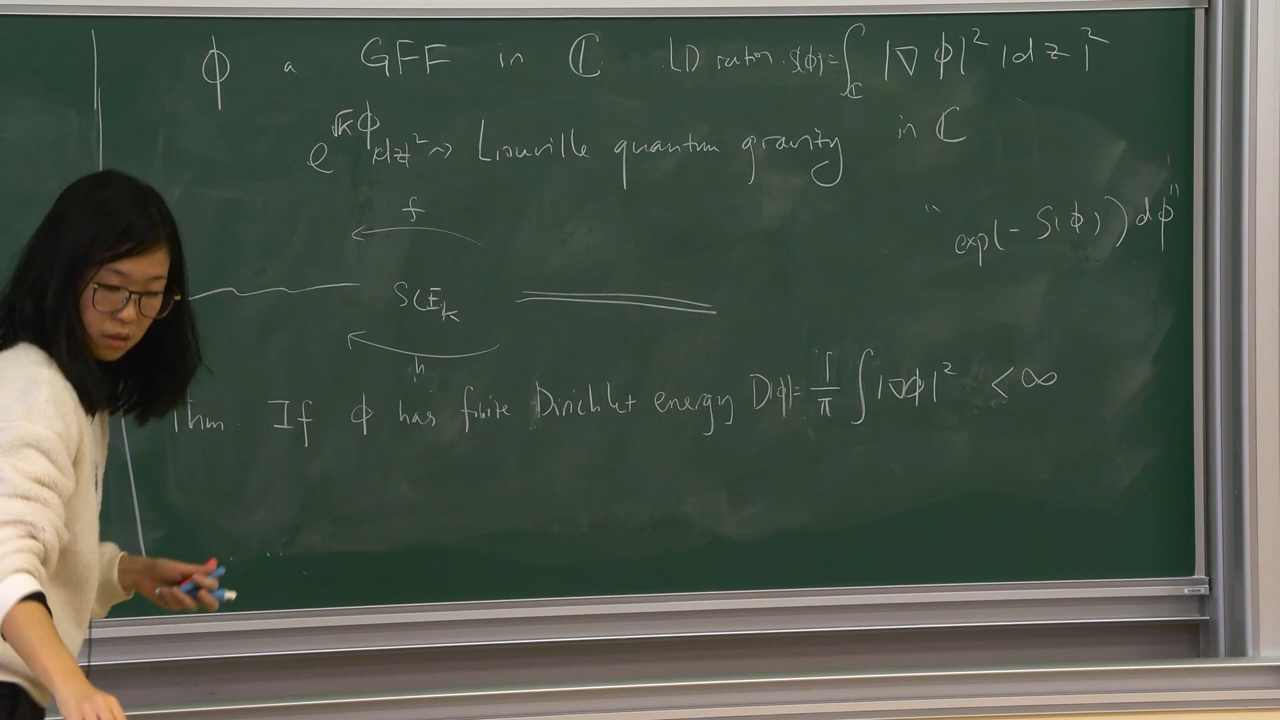 ϕ a GFF in ℂ LD rate S(ϕ)=∫_ℂ |∇ϕ|² |dz|²
e^{√κ ϕ} |dz|² ⇝ Liouville quantum gravity in ℂ
"exp(- S(ϕ)) dϕ"
f
SLE_κ
h
Thm. If ϕ has finite Dirichlet energy D(ϕ)= 1/π ∫|∇ϕ|² < ∞